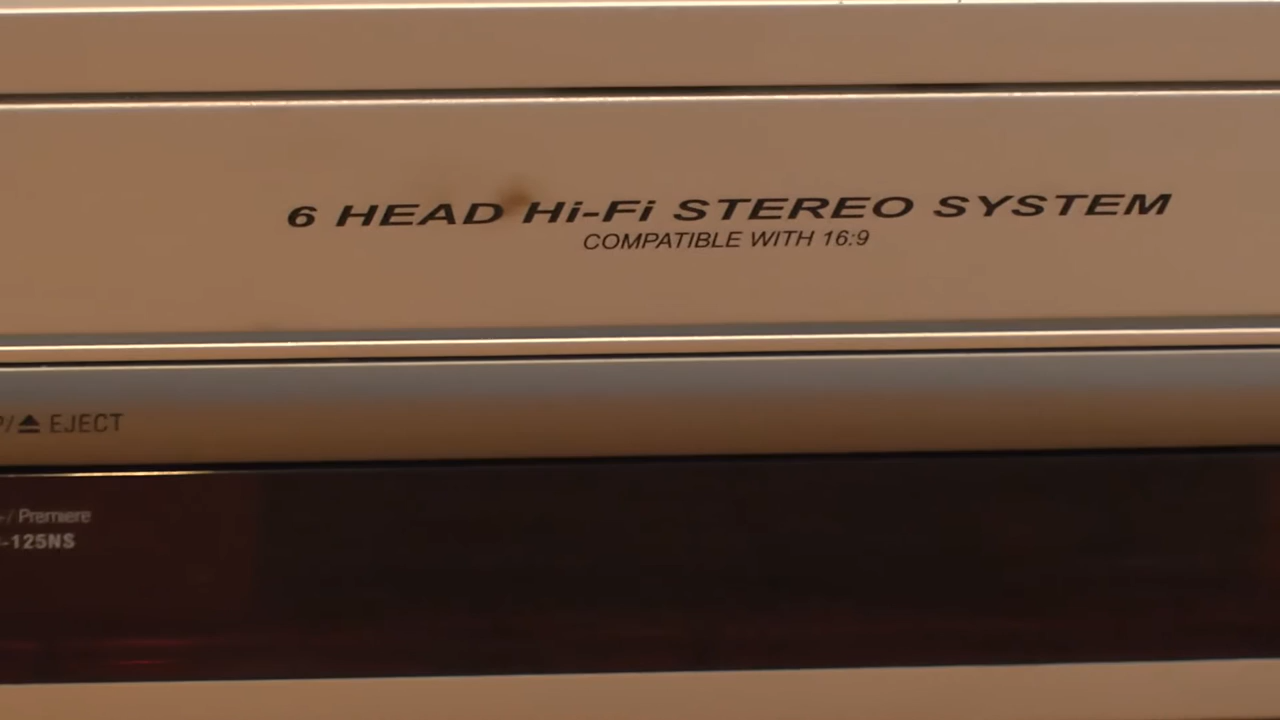 6 HEAD Hi-Fi STEREO SYSTEM
COMPATIBLE WITH 16:9
P/⏏ EJECT
/ Premiere
-125NS